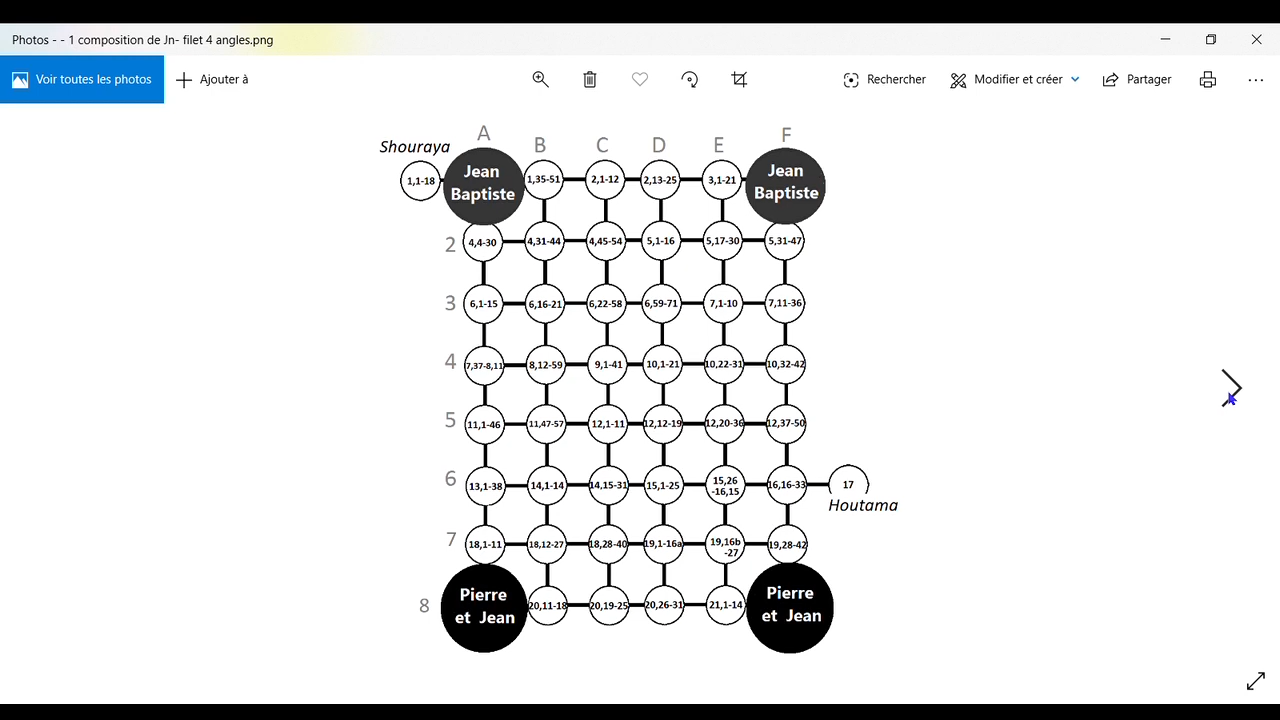 Photos - - 1 composition de Jn- filet 4 angles.png
Voir toutes les photos
Ajouter à
Rechercher
Modifier et créer
Partager
A B C D E F
Shouraya
1,1-18 Jean Baptiste 1,35-51 2,1-12 2,13-25 3,1-21 Jean Baptiste
2 4,4-30 4,31-44 4,45-54 5,1-16 5,17-30 5,31-47
3 6,1-15 6,16-21 6,22-58 6,59-71 7,1-10 7,11-36
4 7,37-8,11 8,12-59 9,1-41 10,1-21 10,22-31 10,32-42
5 11,1-46 11,47-57 12,1-11 12,12-19 12,20-36 12,37-50
6 13,1-38 14,1-14 14,15-31 15,1-25 15,26 -16,15 16,16-33 17
Houtama
7 18,1-11 18,12-27 18,28-40 19,1-16a 19,16b -27 19,28-42
8 Pierre et Jean 20,11-18 20,19-25 20,26-31 21,1-14 Pierre et Jean